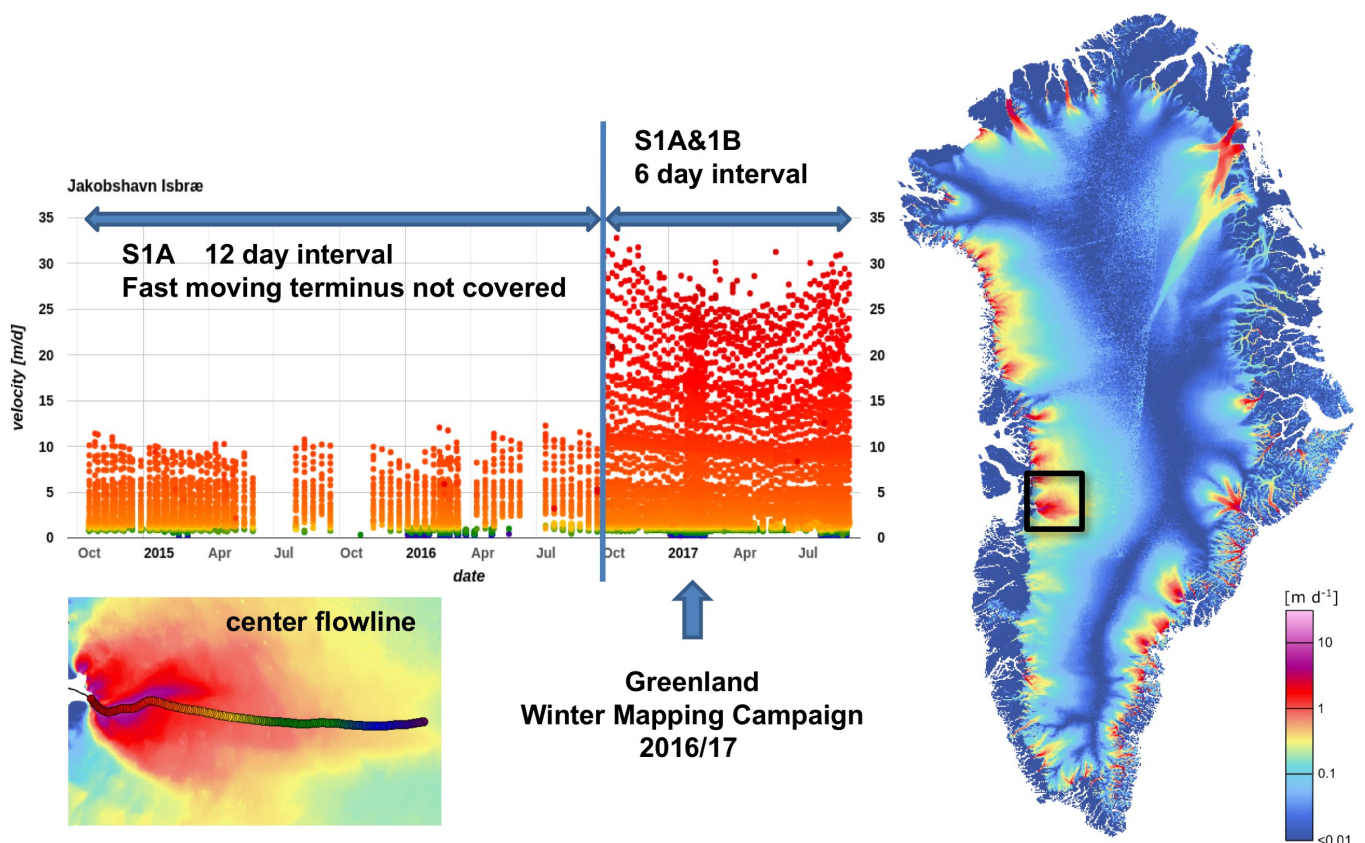 S1A&1B
6 day interval
Jakobshavn Isbræ
S1A 12 day interval
Fast moving terminus not covered
35
30
25
20
15
10
5
0
velocity [m/d]
35
30
25
20
15
10
5
0
Oct 2015 Apr Jul Oct 2016 Apr Jul Oct 2017 Apr Jul
date
center flowline
Greenland
Winter Mapping Campaign
2016/17
[m d⁻¹]
10
1
0.1
<0.01